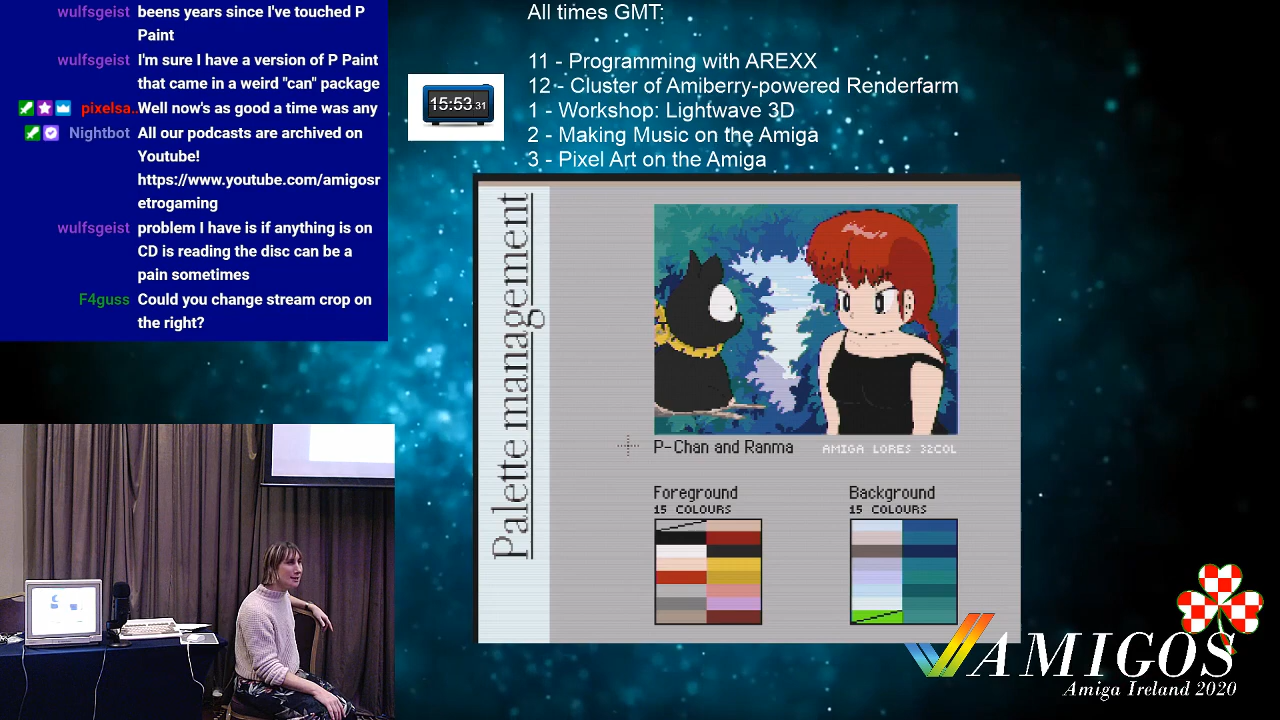 wulfsgeist beens years since I've touched P
Paint
wulfsgeist I'm sure I have a version of P Paint
that came in a weird "can" package
pixelsa.. Well now's as good a time was any
Nightbot All our podcasts are archived on
Youtube!
https://www.youtube.com/amigosr
etrogaming
wulfsgeist problem I have is if anything is on
CD is reading the disc can be a
pain sometimes
F4guss Could you change stream crop on
the right?
15:53 31
All times GMT:
11 - Programming with AREXX
12 - Cluster of Amiberry-powered Renderfarm
1 - Workshop: Lightwave 3D
2 - Making Music on the Amiga
3 - Pixel Art on the Amiga
Palette management
P-Chan and Ranma
AMIGA LORES 32COL
Foreground
15 COLOURS
Background
15 COLOURS
AMIGOS
Amiga Ireland 2020